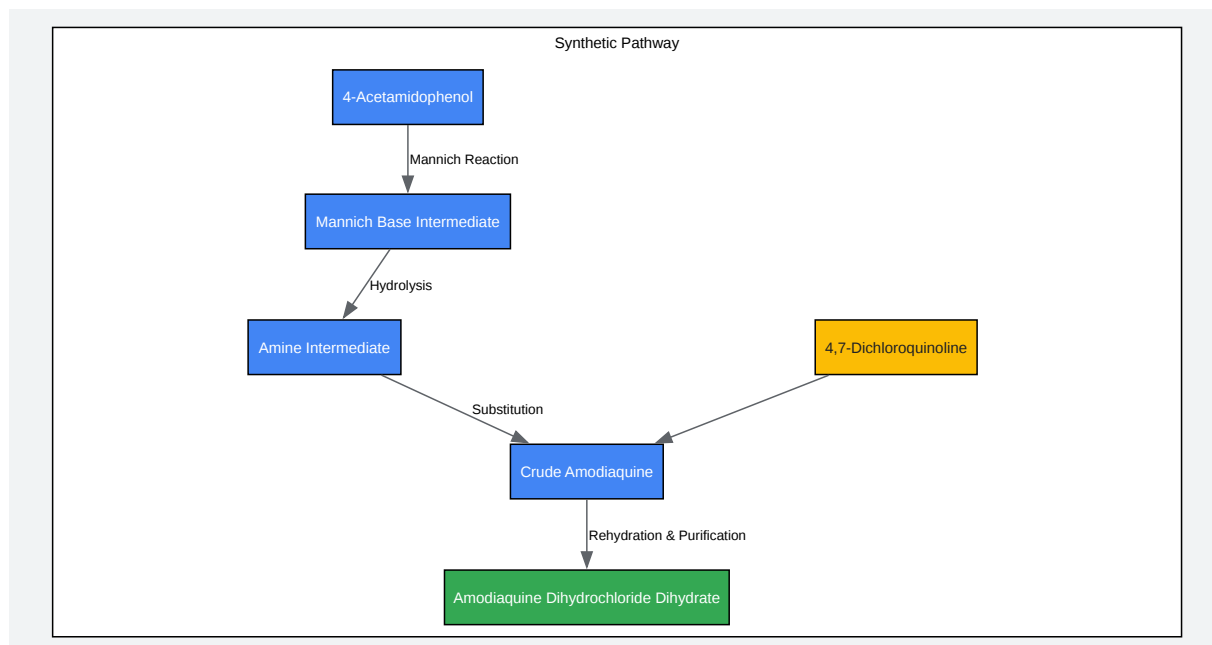 Synthetic Pathway
4-Acetamidophenol
Mannich Reaction
Mannich Base Intermediate
Hydrolysis
Amine Intermediate
4,7-Dichloroquinoline
Substitution
Crude Amodiaquine
Rehydration & Purification
Amodiaquine Dihydrochloride Dihydrate